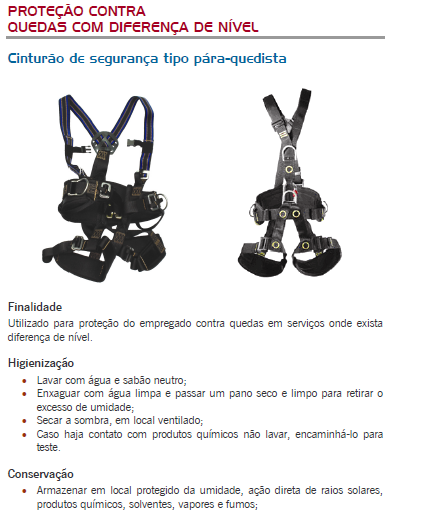 PROTEÇÃO CONTRA
QUEDAS COM DIFERENÇA DE NÍVEL
Cinturão de segurança tipo pára-quedista
Finalidade
Utilizado para proteção do empregado contra quedas em serviços onde exista
diferença de nível.
Higienização
• Lavar com água e sabão neutro;
• Enxaguar com água limpa e passar um pano seco e limpo para retirar o
excesso de umidade;
• Secar a sombra, em local ventilado;
• Caso haja contato com produtos químicos não lavar, encaminhá-lo para
teste.
Conservação
• Armazenar em local protegido da umidade, ação direta de raios solares,
produtos químicos, solventes, vapores e fumos;